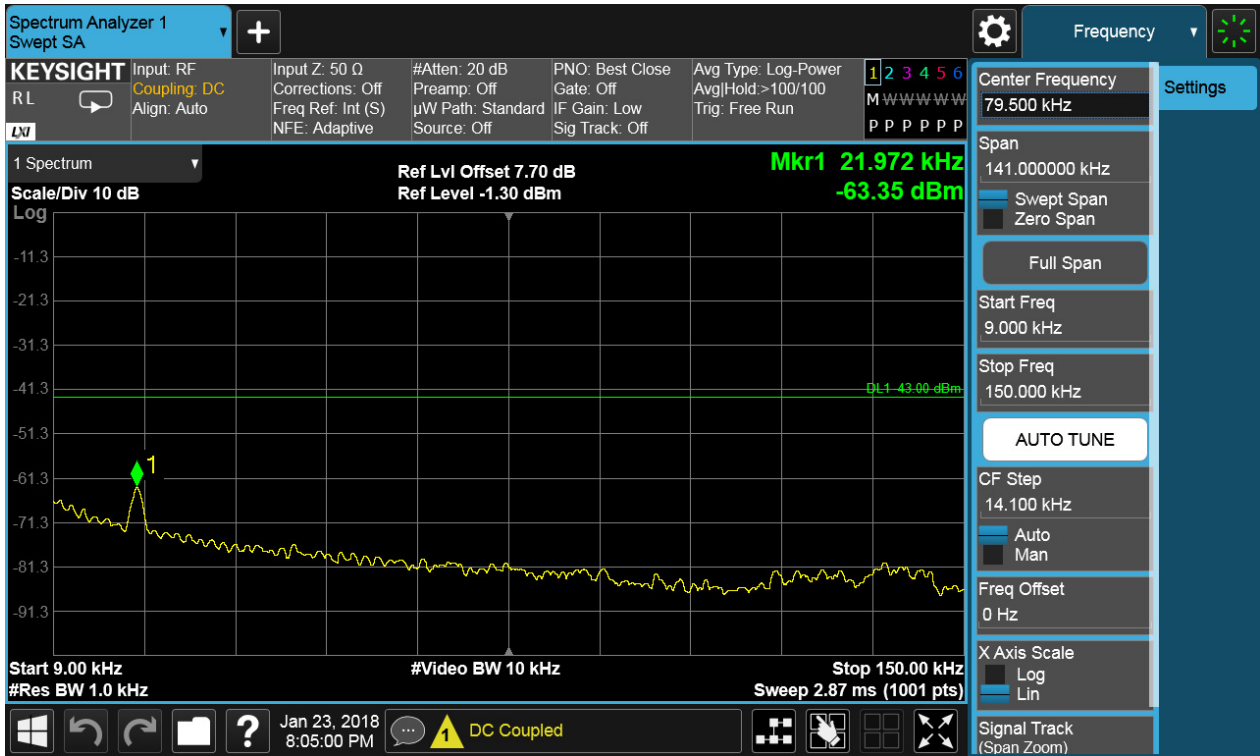 Spectrum Analyzer 1
Swept SA
+
Frequency
KEYSIGHT
RL
LXI
Input: RF
Coupling: DC
Align: Auto
Input Z: 50 Ω
Corrections: Off
Freq Ref: Int (S)
NFE: Adaptive
#Atten: 20 dB
Preamp: Off
µW Path: Standard
Source: Off
PNO: Best Close
Gate: Off
IF Gain: Low
Sig Track: Off
Avg Type: Log-Power
Avg|Hold:>100/100
Trig: Free Run
1 2 3 4 5 6
M W W W W W
P P P P P P
1 Spectrum
Scale/Div 10 dB
Log
Ref Lvl Offset 7.70 dB
Ref Level -1.30 dBm
Mkr1 21.972 kHz
-63.35 dBm
-11.3
-21.3
-31.3
-41.3
DL1 -43.00 dBm
-51.3
1
-61.3
-71.3
-81.3
-91.3
Start 9.00 kHz
#Video BW 10 kHz
Stop 150.00 kHz
#Res BW 1.0 kHz
Sweep 2.87 ms (1001 pts)
Center Frequency
79.500 kHz
Settings
Span
141.000000 kHz
Swept Span
Zero Span
Full Span
Start Freq
9.000 kHz
Stop Freq
150.000 kHz
AUTO TUNE
CF Step
14.100 kHz
Auto
Man
Freq Offset
0 Hz
X Axis Scale
Log
Lin
Signal Track
(Span Zoom)
?
Jan 23, 2018
8:05:00 PM
1
DC Coupled